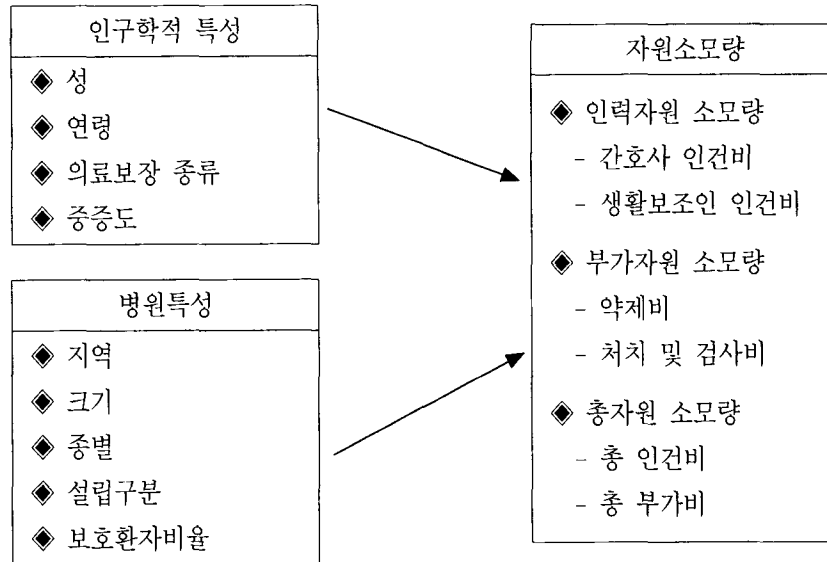 인구학적 특성
◈ 성
◈ 연령
◈ 의료보장 종류
◈ 중증도
병원특성
◈ 지역
◈ 크기
◈ 종별
◈ 설립구분
◈ 보호환자비율
자원소모량
◈ 인력자원 소모량
- 간호사 인건비
- 생활보조인 인건비
◈ 부가자원 소모량
- 약제비
- 처치 및 검사비
◈ 총자원 소모량
- 총 인건비
- 총 부가비